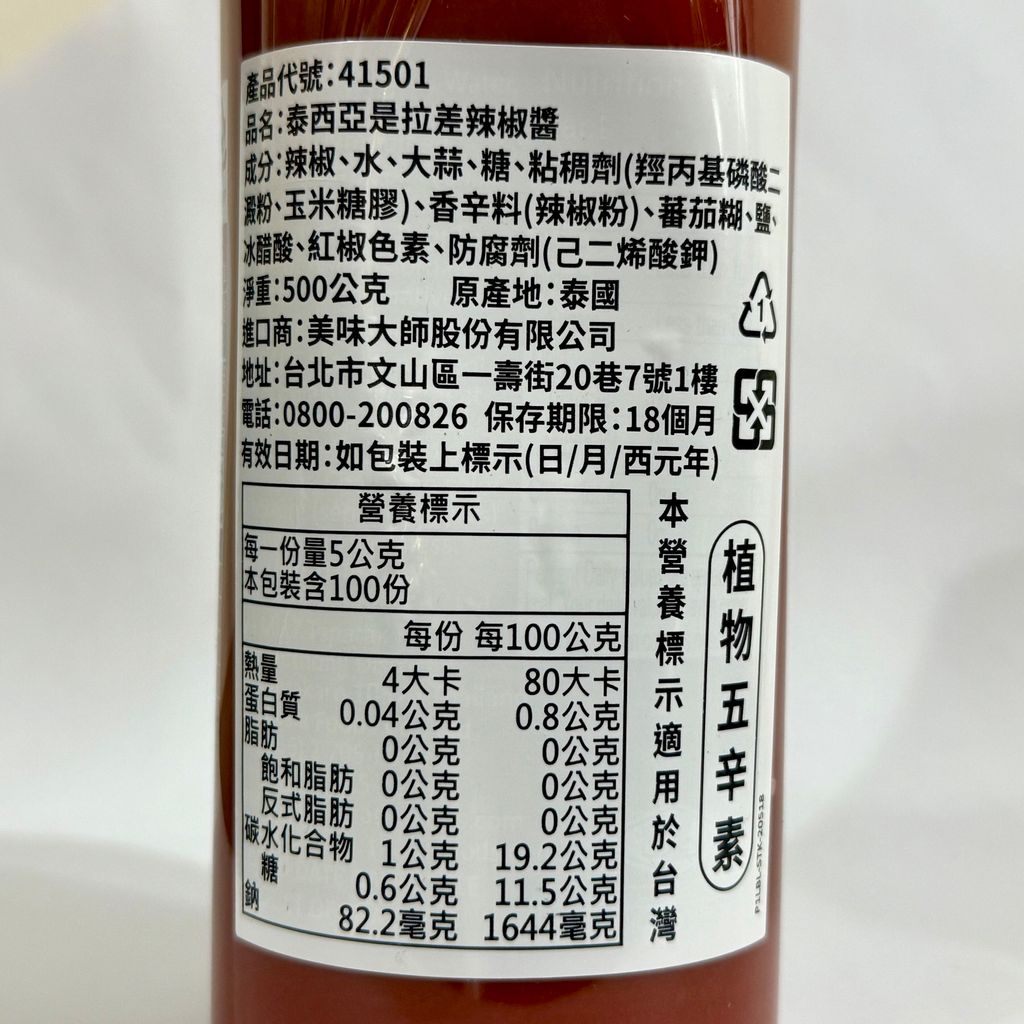 產品代號:41501
品名:泰西亞是拉差辣椒醬
成分:辣椒、水、大蒜、糖、粘稠劑(羥丙基磷酸二
澱粉、玉米糖膠)、香辛料(辣椒粉)、蕃茄糊、鹽、
冰醋酸、紅椒色素、防腐劑(己二烯酸鉀)
淨重:500公克 原產地:泰國
進口商:美味大師股份有限公司
地址:台北市文山區一壽街20巷7號1樓
電話:0800-200826 保存期限:18個月
有效日期:如包裝上標示(日/月/西元年)
1
營養標示
每一份量5公克
本包裝含100份
每份 每100公克
熱量 4大卡 80大卡
蛋白質 0.04公克 0.8公克
脂肪 0公克 0公克
飽和脂肪 0公克 0公克
反式脂肪 0公克 0公克
碳水化合物 1公克 19.2公克
糖 0.6公克 11.5公克
鈉 82.2毫克 1644毫克
本營養標示適用於台灣
植物五辛素
P1LBL-STK-20518